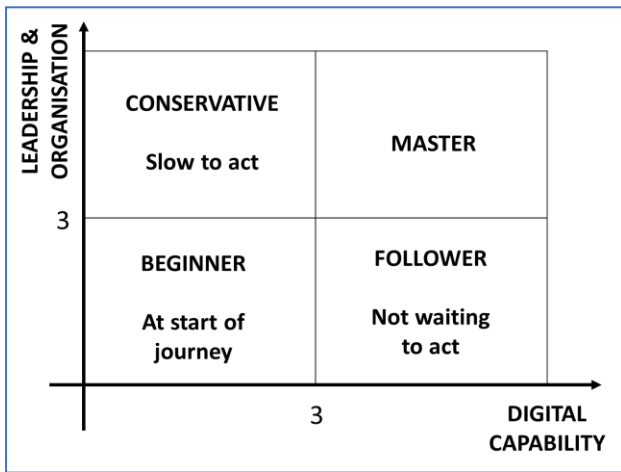 LEADERSHIP &
ORGANISATION
CONSERVATIVE
Slow to act
MASTER
3
BEGINNER
At start of
journey
FOLLOWER
Not waiting
to act
3
DIGITAL
CAPABILITY